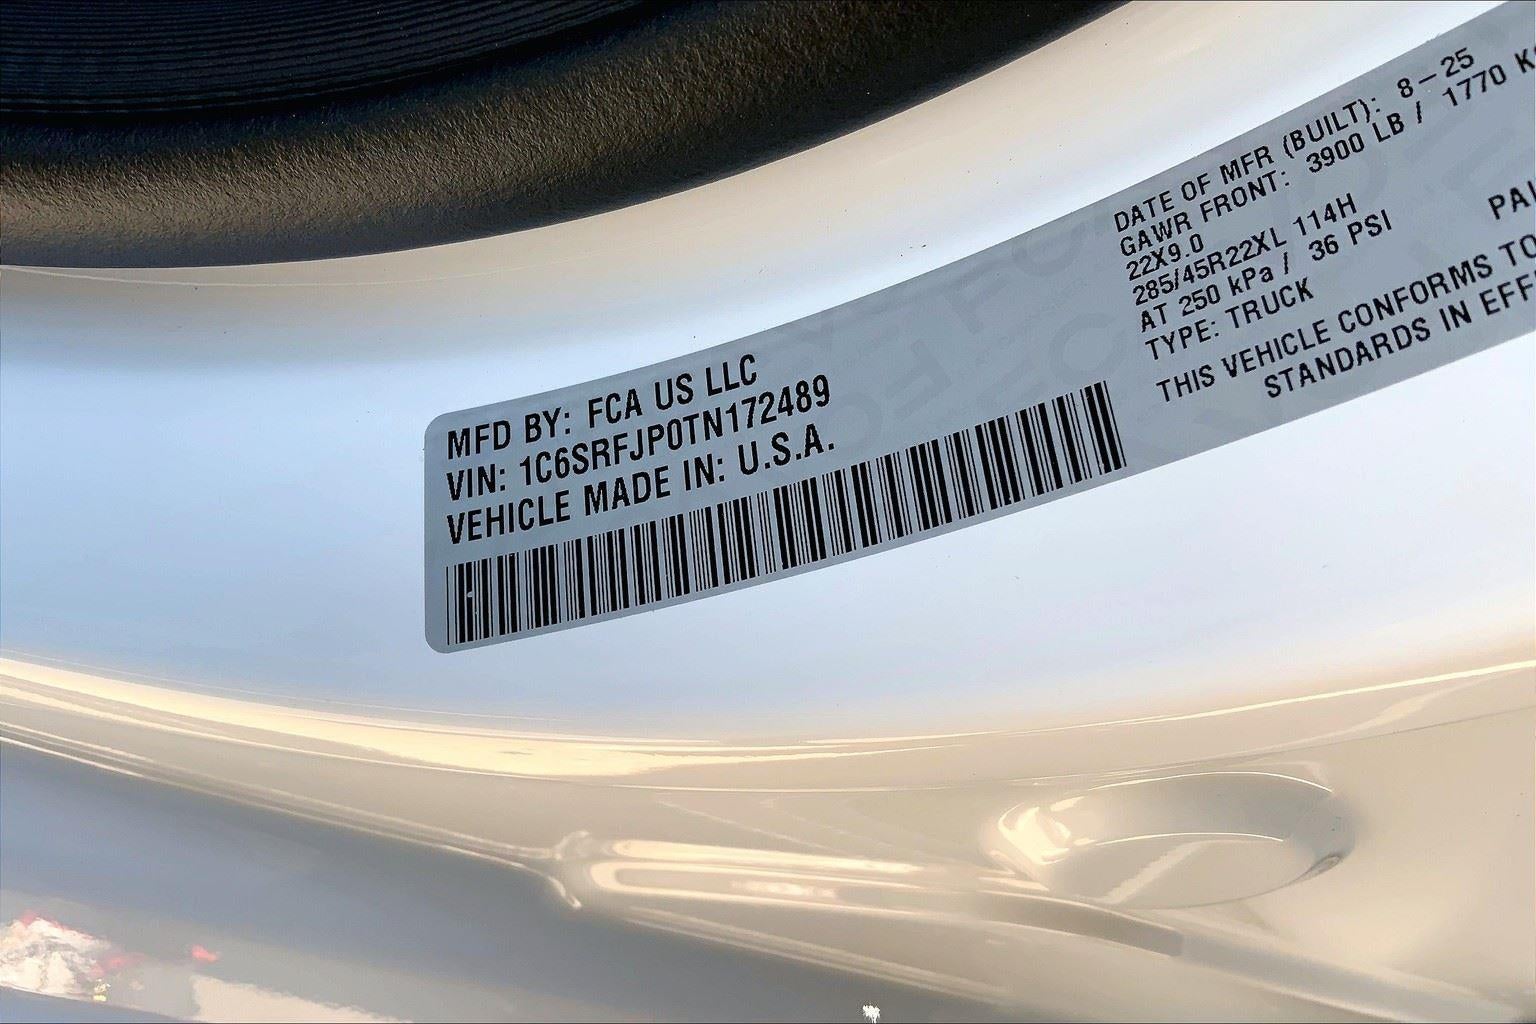 MFD BY: FCA US LLC
VIN: 1C6SRFJP0TN172489
VEHICLE MADE IN: U.S.A.
DATE OF MFR (BUILT): 8-25
GAWR FRONT: 3900 LB / 1770 K
22X9.0
285/45R22XL 114H
AT 250 kPa / 36 PSI
TYPE: TRUCK
PAI
THIS VEHICLE CONFORMS TO
STANDARDS IN EFF